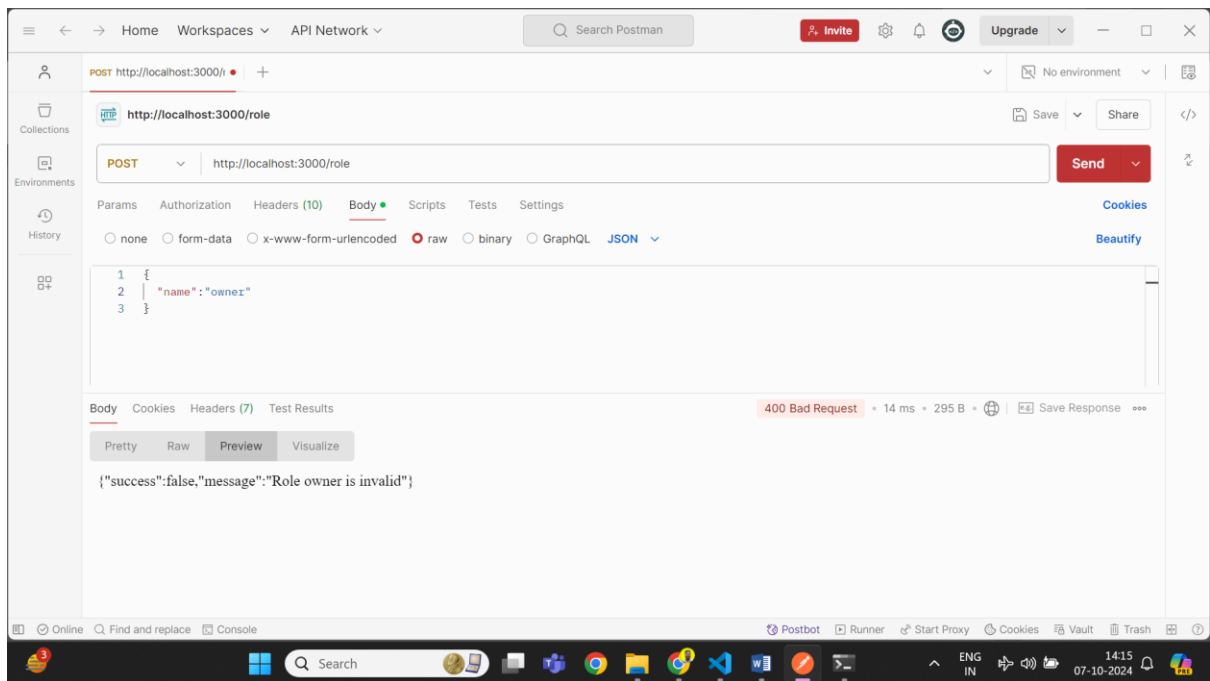 Home Workspaces API Network Search Postman Invite Upgrade
POST http://localhost:3000/r No environment
HTTP http://localhost:3000/role Save Share
Collections
POST http://localhost:3000/role Send
Environments
Params Authorization Headers (10) Body Scripts Tests Settings Cookies
History
none form-data x-www-form-urlencoded raw binary GraphQL JSON Beautify
1 {
2 "name":"owner"
3 }
Body Cookies Headers (7) Test Results 400 Bad Request 14 ms 295 B Save Response
Pretty Raw Preview Visualize
{"success":false,"message":"Role owner is invalid"}
Online Find and replace Console Postbot Runner Start Proxy Cookies Vault Trash
3 Search ENG 14:15
IN 07-10-2024 PRE